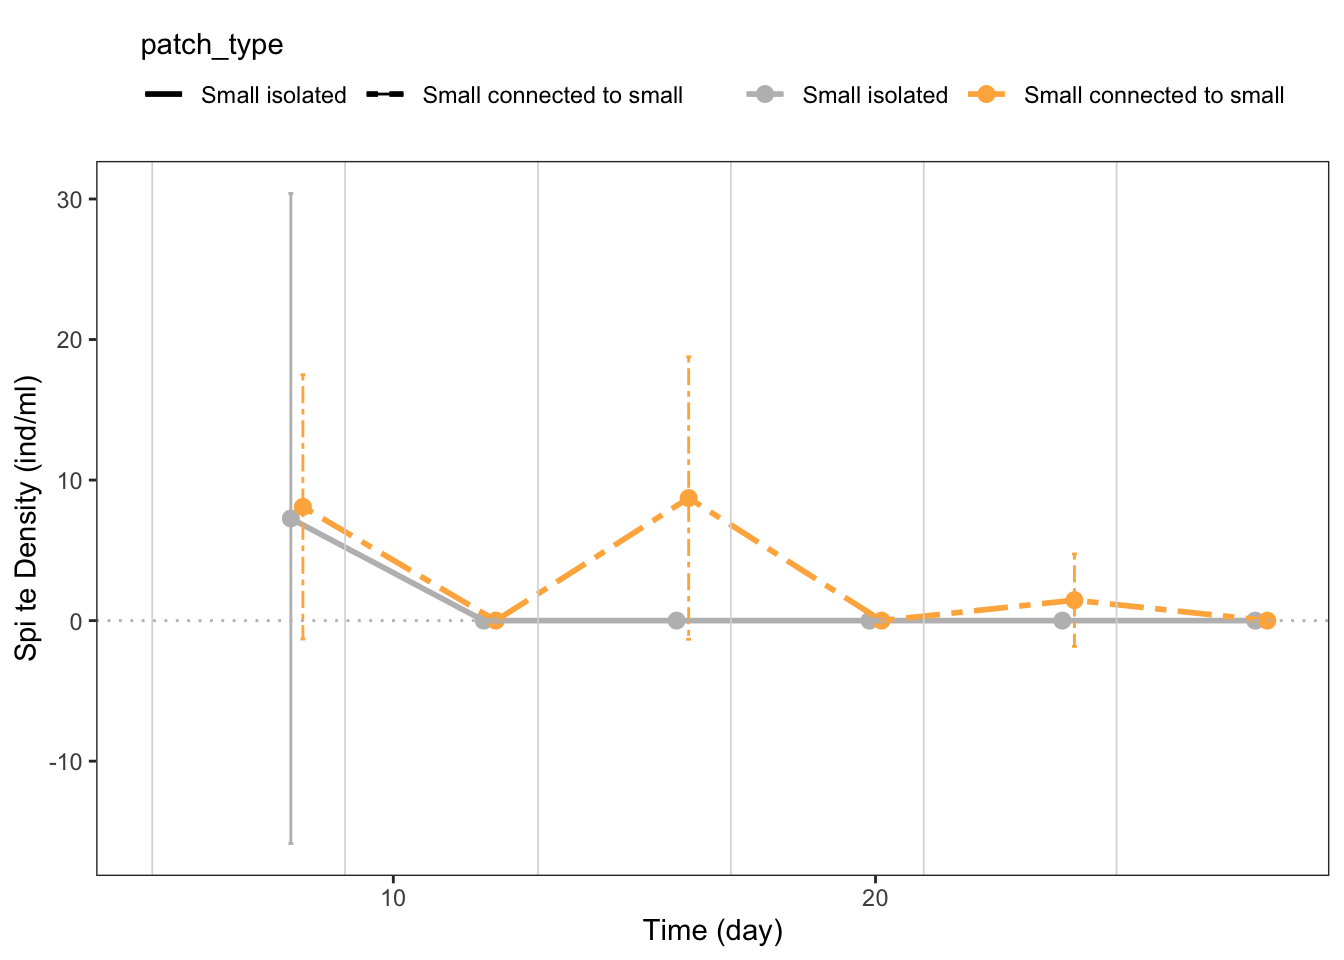 patch_type
Small isolated Small connected to small Small isolated Small connected to small
30
20
10
0
-10
Spi te Density (ind/ml)
10 20
Time (day)